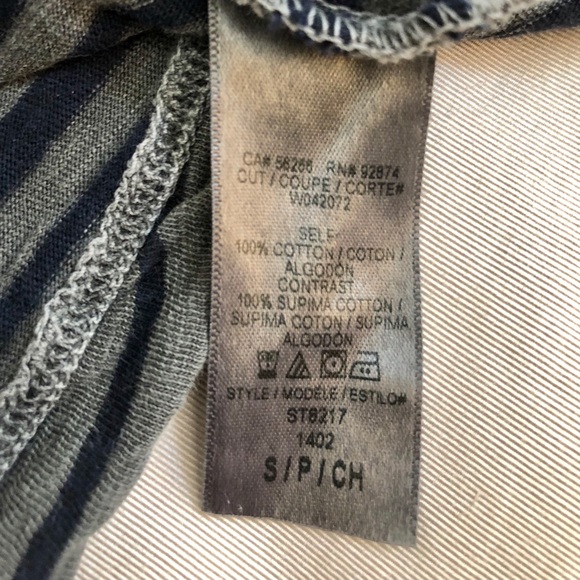 CA# 56266 RN# 92874
CUT / COUPE / CORTE#
W042072
SELF
100% COTTON / COTON /
ALGODÓN
CONTRAST
100% SUPIMA COTTON /
SUPIMA COTON / SUPIMA
ALGODÓN
STYLE / MODÈLE / ESTILO#
ST8217
1402
S / P / CH